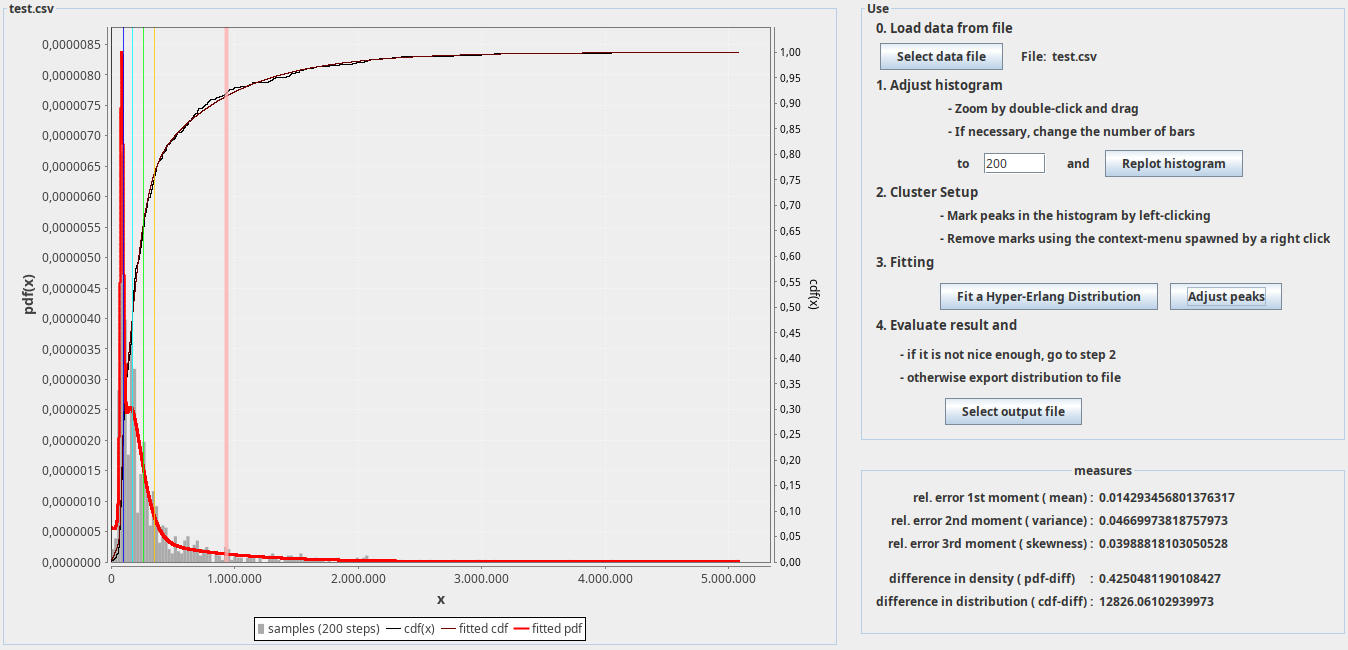 test.csv
0,0000085
0,0000080
0,0000075
0,0000070
0,0000065
0,0000060
0,0000055
0,0000050
0,0000045
0,0000040
0,0000035
0,0000030
0,0000025
0,0000020
0,0000015
0,0000010
0,0000005
0,0000000
pdf(x)
1,00
0,95
0,90
0,85
0,80
0,75
0,70
0,65
0,60
0,55
0,50
0,45
0,40
0,35
0,30
0,25
0,20
0,15
0,10
0,05
0,00
cdf(x)
0 1.000.000 2.000.000 3.000.000 4.000.000 5.000.000
x
samples (200 steps) cdf(x) fitted cdf fitted pdf
Use
0. Load data from file
Select data file File: test.csv
1. Adjust histogram
- Zoom by double-click and drag
- If necessary, change the number of bars
to 200 and Replot histogram
2. Cluster Setup
- Mark peaks in the histogram by left-clicking
- Remove marks using the context-menu spawned by a right click
3. Fitting
Fit a Hyper-Erlang Distribution Adjust peaks
4. Evaluate result and
- if it is not nice enough, go to step 2
- otherwise export distribution to file
Select output file
measures
rel. error 1st moment ( mean) : 0.014293456801376317
rel. error 2nd moment ( variance) : 0.04669973818757973
rel. error 3rd moment ( skewness) : 0.03988818103050528
difference in density ( pdf-diff) : 0.4250481190108427
difference in distribution ( cdf-diff) : 12826.06102939973